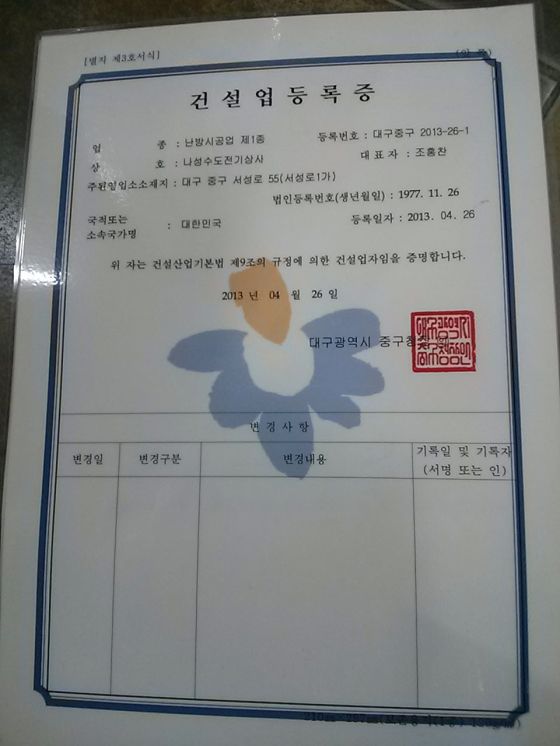 [별지 제3호서식]
(앞 쪽)
건설업등록증
업 종 : 난방시공업 제1종
등록번호 : 대구중구 2013-26-1
상 호 : 나성수도전기상사
대표자 : 조홍찬
주된영업소소재지 : 대구 중구 서성로 55(서성로1가)
법인등록번호(생년월일) : 1977. 11. 26
국적또는
소속국가명 : 대한민국
등록일자 : 2013. 04. 26
위 자는 건설산업기본법 제9조의 규정에 의한 건설업자임을 증명합니다.
2013 년 04 월 26 일
대구광역시 중구청장
변 경 사 항
변경일 변경구분 변경내용 기록일 및 기록자
(서명 또는 인)